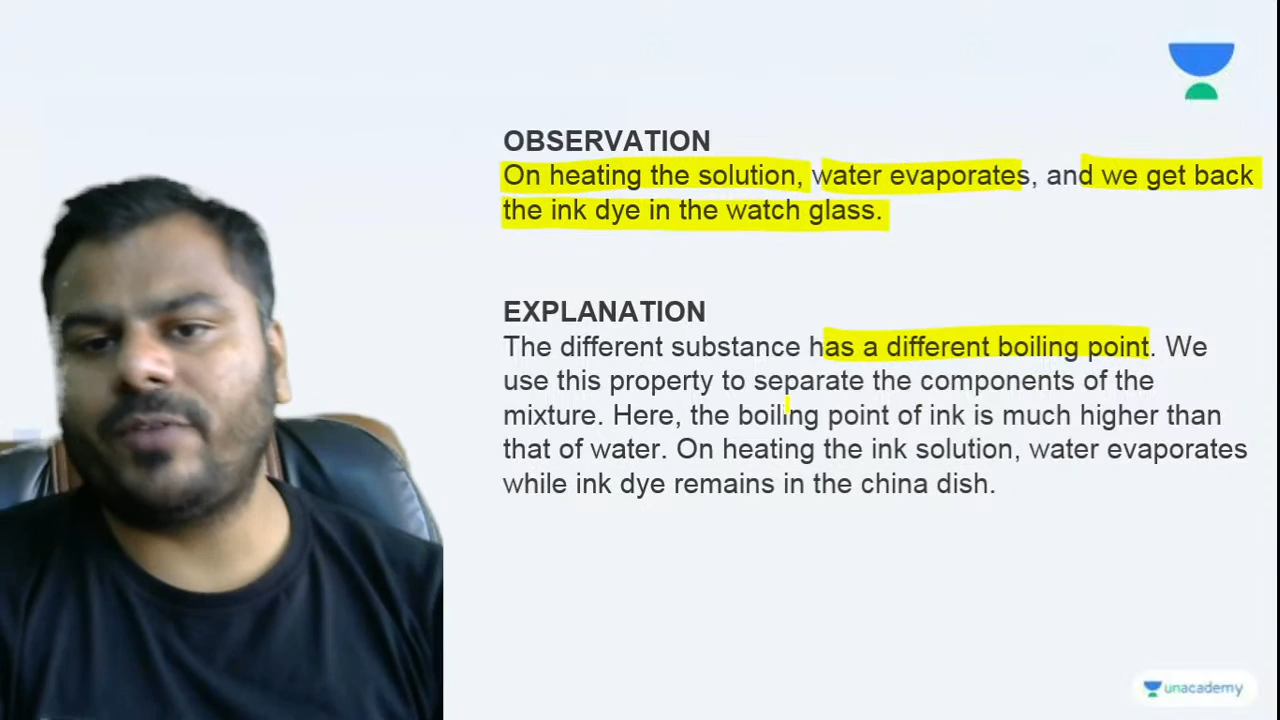 OBSERVATION
On heating the solution, water evaporates, and we get back
the ink dye in the watch glass.
EXPLANATION
The different substance has a different boiling point. We
use this property to separate the components of the
mixture. Here, the boiling point of ink is much higher than
that of water. On heating the ink solution, water evaporates
while ink dye remains in the china dish.
unacademy